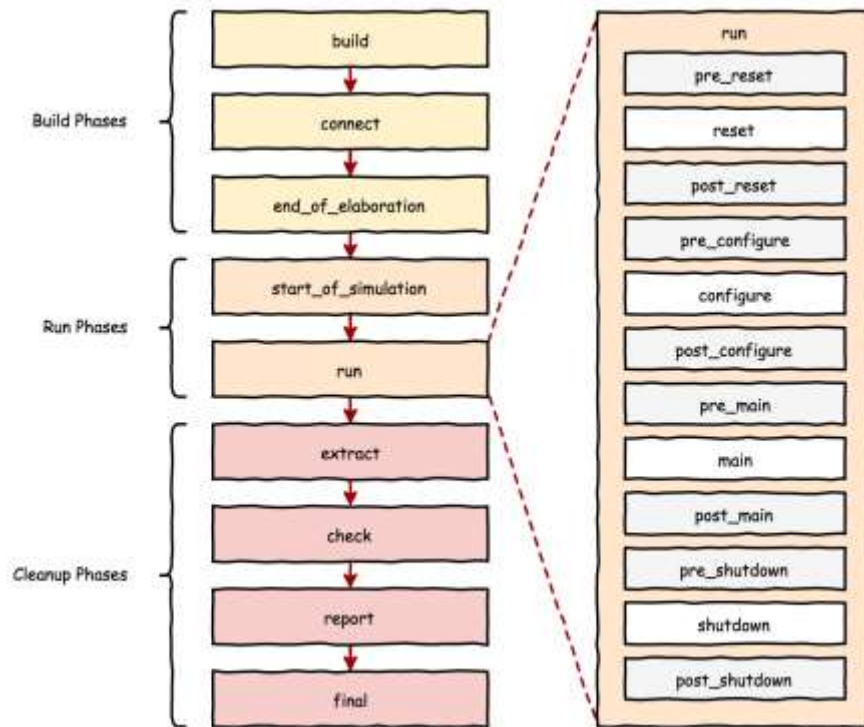 Build Phases
build
connect
end_of_elaboration
Run Phases
start_of_simulation
run
Cleanup Phases
extract
check
report
final
run
pre_reset
reset
post_reset
pre_configure
configure
post_configure
pre_main
main
post_main
pre_shutdown
shutdown
post_shutdown